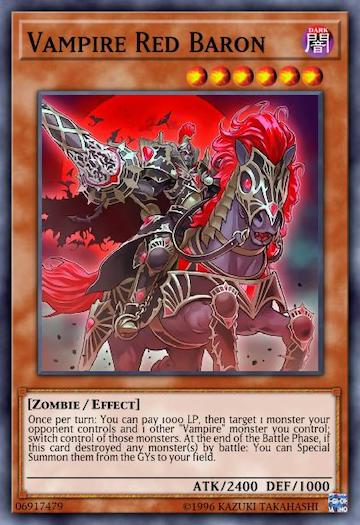 VAMPIRE RED BARON
DARK
闇
[ZOMBIE / EFFECT]
Once per turn: You can pay 1000 LP, then target 1 monster your
opponent controls and 1 other "Vampire" monster you control;
switch control of those monsters. At the end of the Battle Phase, if
this card destroyed any monster(s) by battle: You can Special
Summon them from the GYs to your field.
ATK/2400 DEF/1000
06917479
©1996 KAZUKI TAKAHASHI